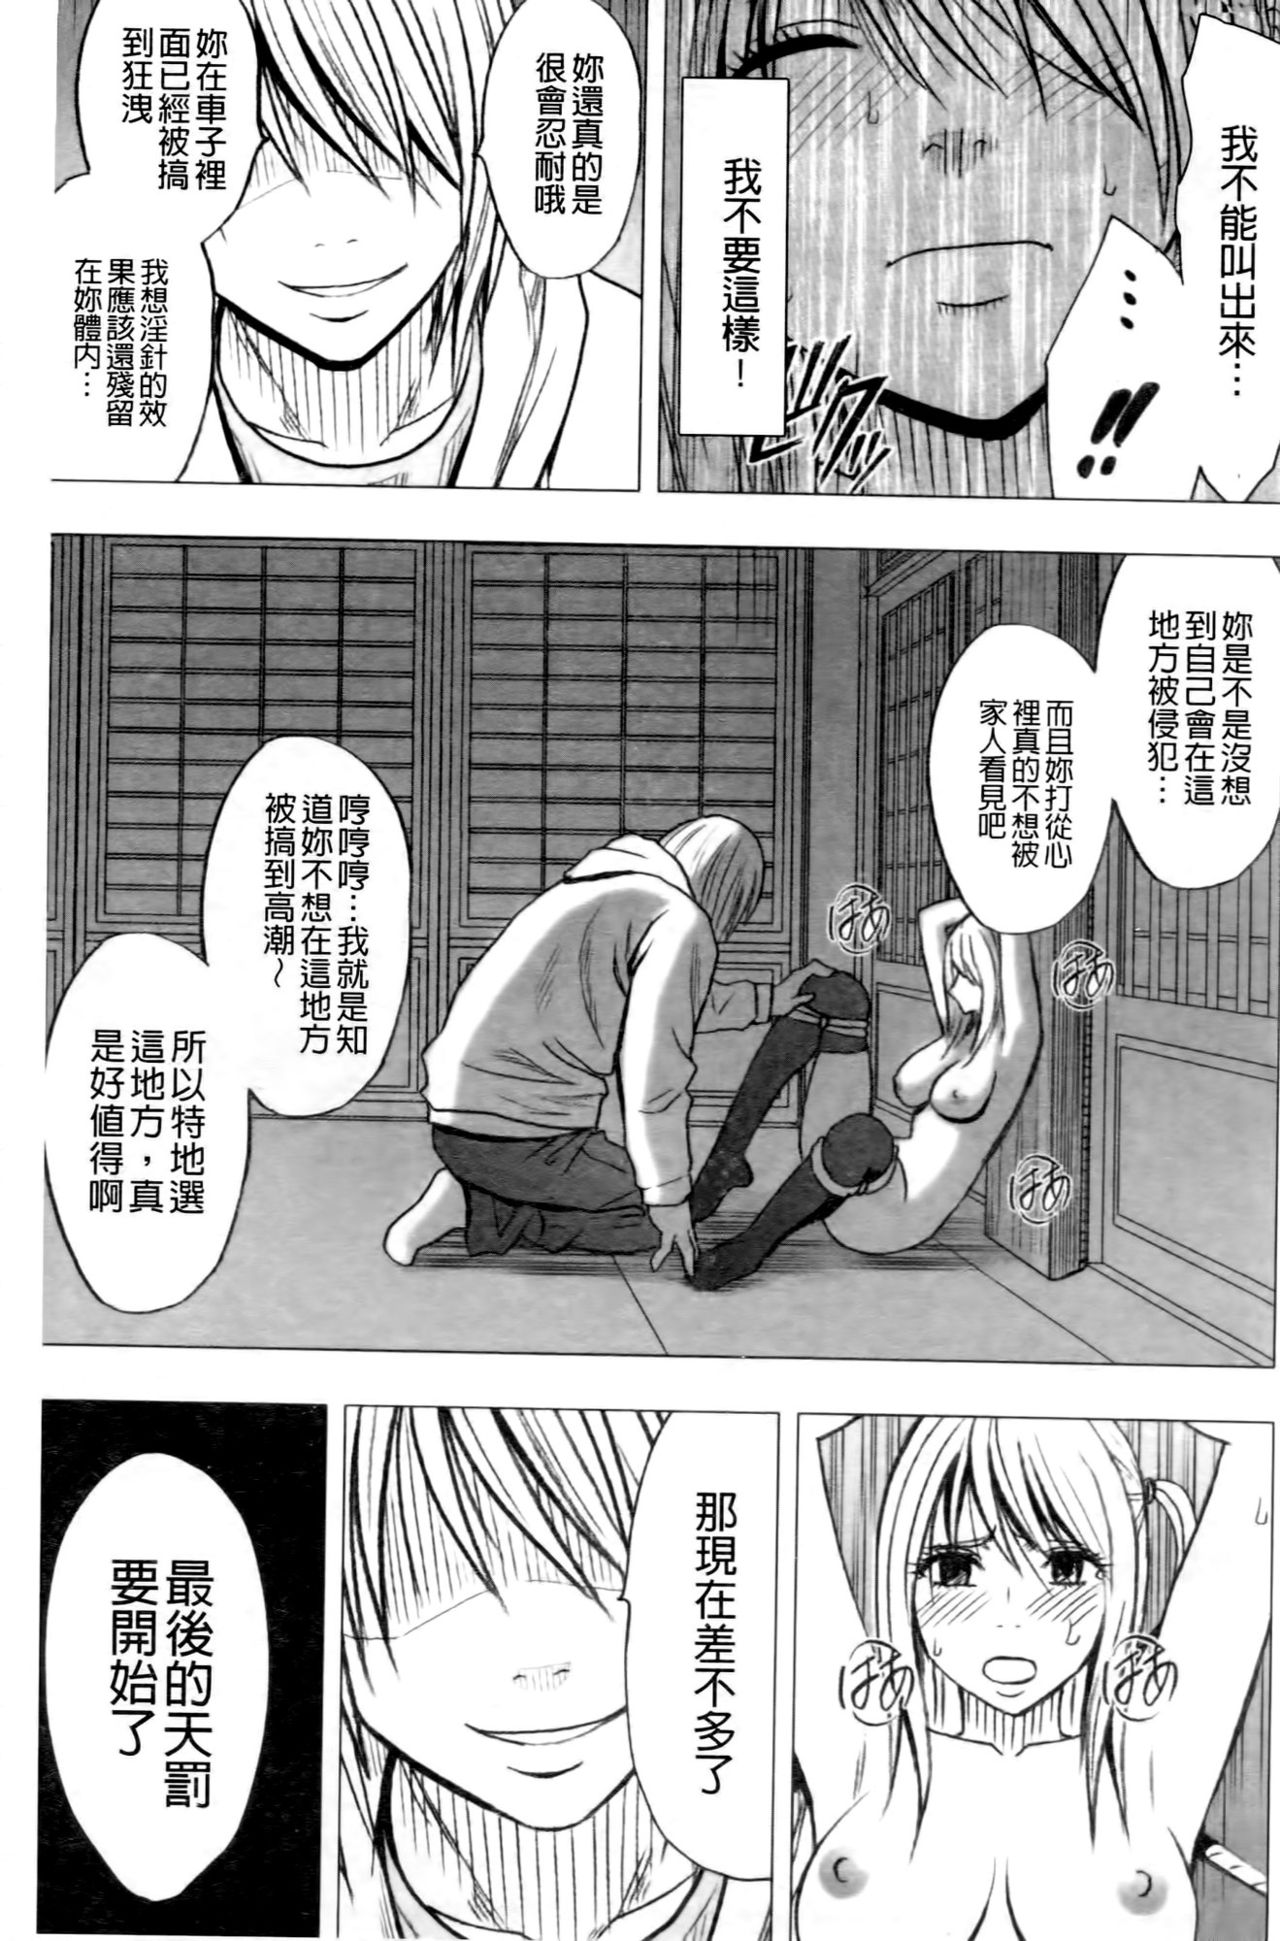 我不能叫出來…
…!!
我不要這樣！
ビクッ
妳還真的是
很會忍耐哦
妳在車子裡
面已經被搞
到狂洩
我想淫針的效
果應該還殘留
在妳體內…
妳是不是沒想
到自己會在這
地方被侵犯…
而且妳打從心
裡真的不想被
家人看見吧
はあ
はあ
はあ
哼哼哼…我就是知
道妳不想在這地方
被搞到高潮～
所以特地選
這地方，真
是好值得啊
はあ
はあ
那現在差不多了
最後的天罰
要開始了